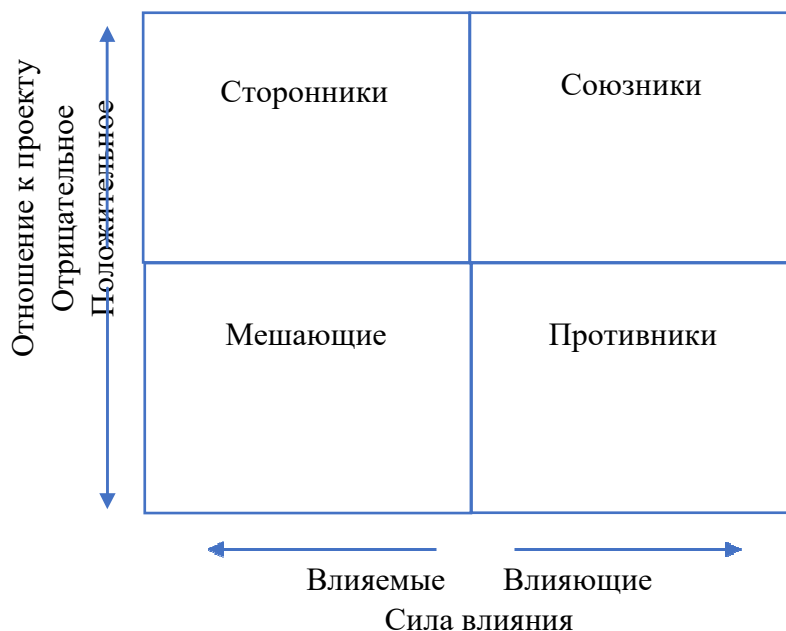 Отношение к проекту
Отрицательное
Положительное
Сторонники
Союзники
Мешающие
Противники
Влияемые Влияющие
Сила влияния